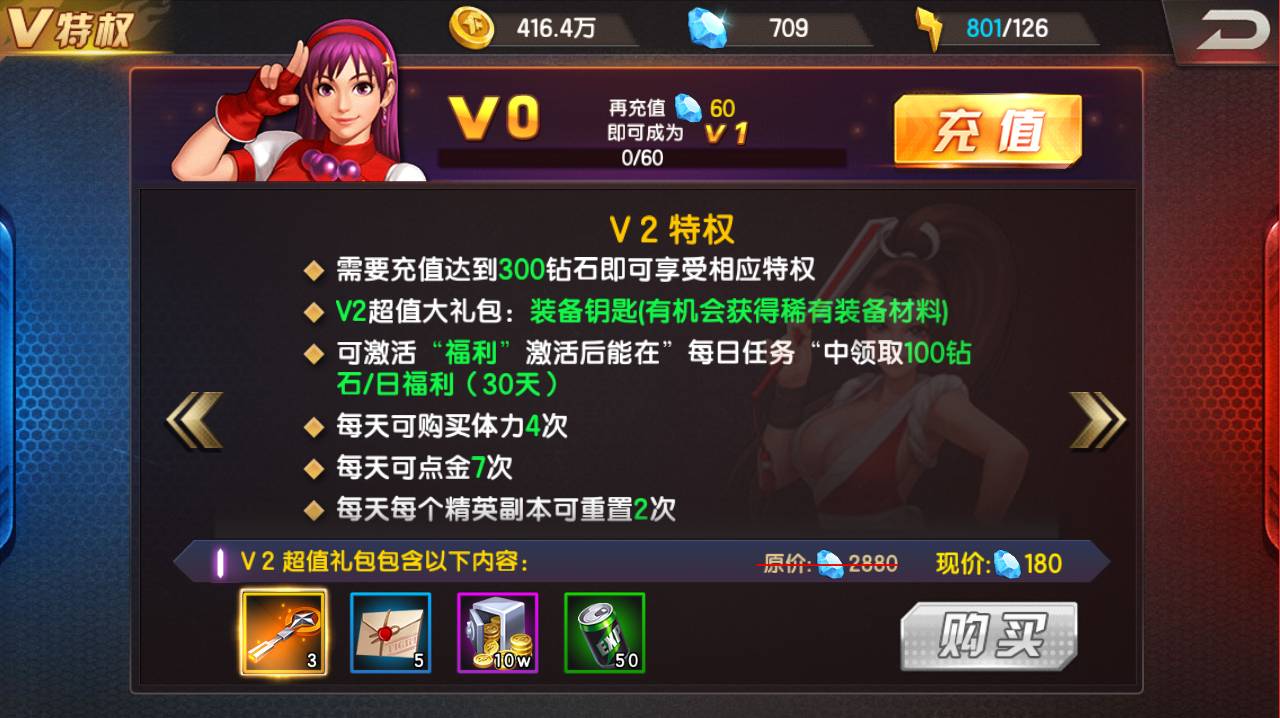 V特权
416.4万
709
801/126
V0
再充值 60
即可成为 V1
0/60
充值
V2特权
需要充值达到300钻石即可享受相应特权
V2超值大礼包：装备钥匙(有机会获得稀有装备材料)
可激活“福利”激活后能在”每日任务“中领取100钻
石/日福利（30天）
每天可购买体力4次
每天可点金7次
每天每个精英副本可重置2次
V2 超值礼包包含以下内容：
原价: 2880
现价: 180
3
5
10w
EXP
50
购买